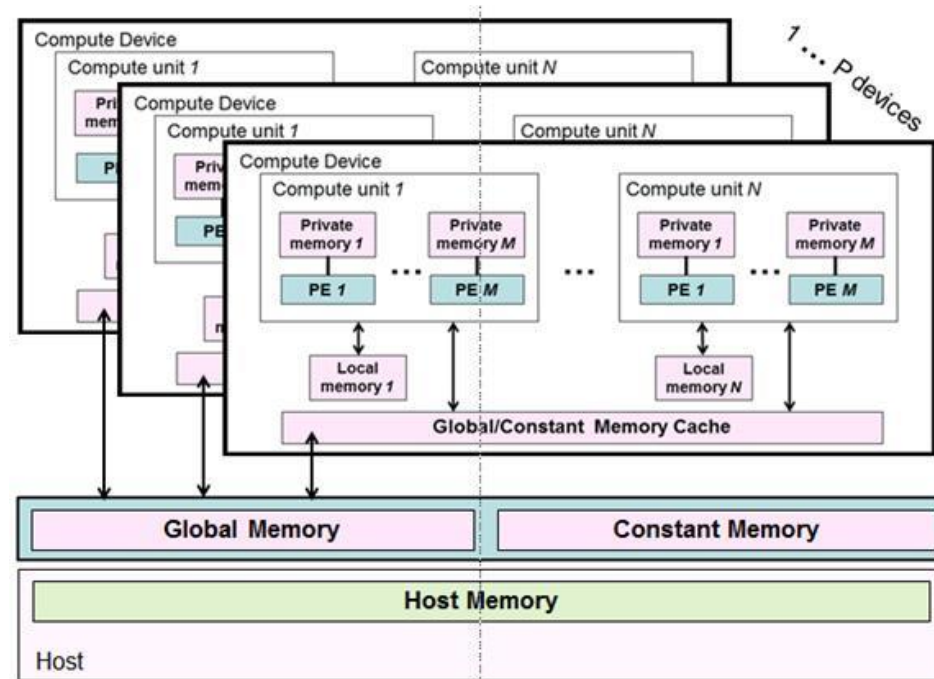 Compute Device
Compute unit 1
Compute unit N
1 ... P devices
Compute Device
Compute unit 1
Compute unit N
Compute Device
Compute unit 1
Compute unit N
Private
memory 1
Private
memory M
Private
memory 1
Private
memory M
PE 1
...
PE M
...
PE 1
...
PE M
Local
memory 1
Local
memory N
Global/Constant Memory Cache
Global Memory
Constant Memory
Host Memory
Host